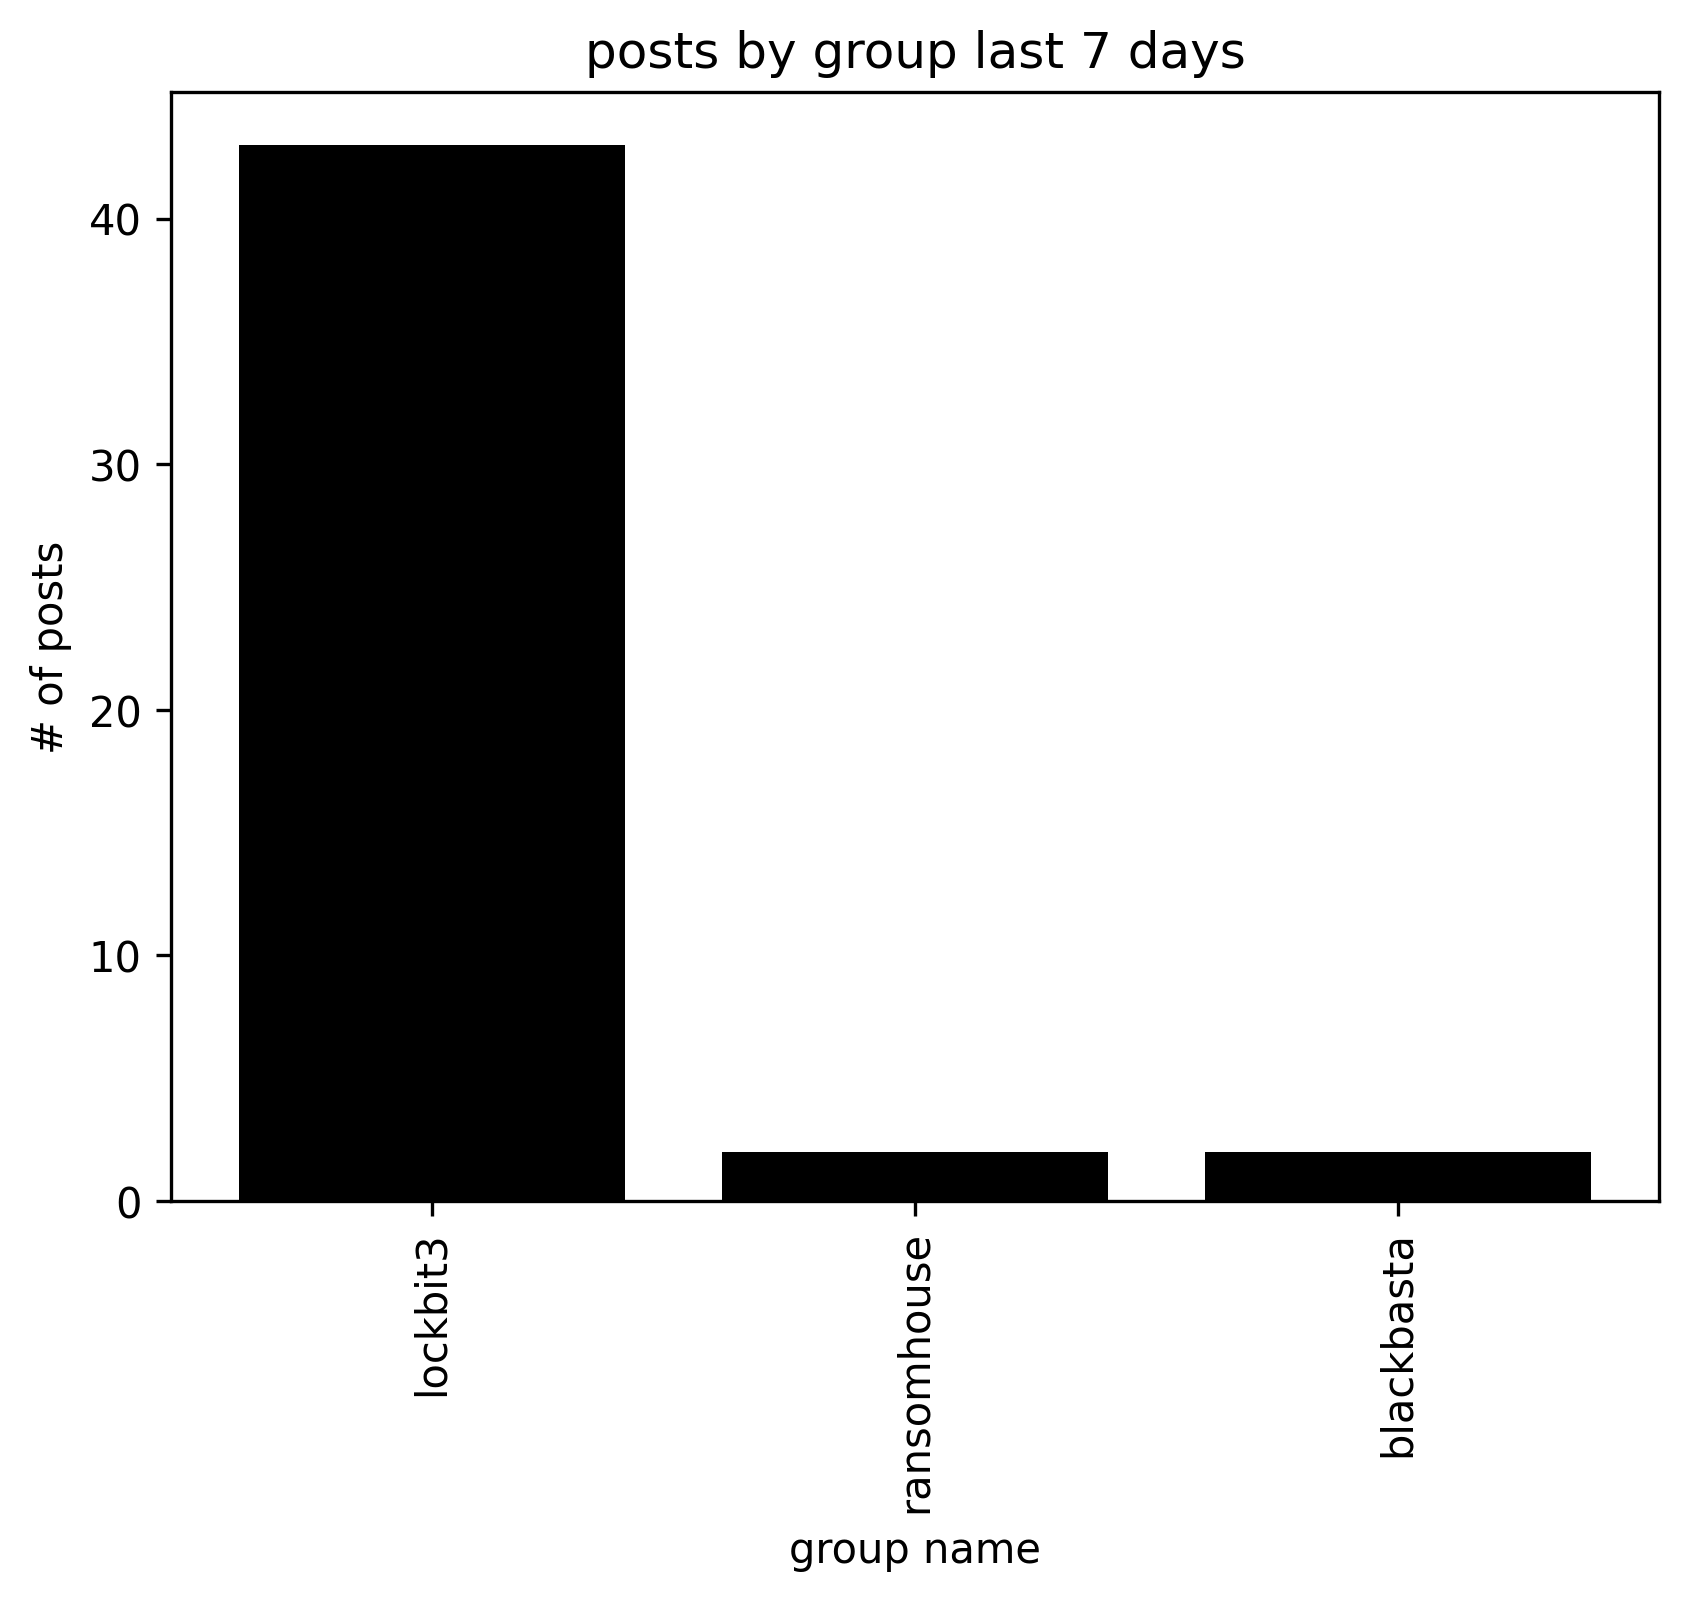 posts by group last 7 days
# of posts
40
30
20
10
0
lockbit3
ransomhouse
blackbasta
group name